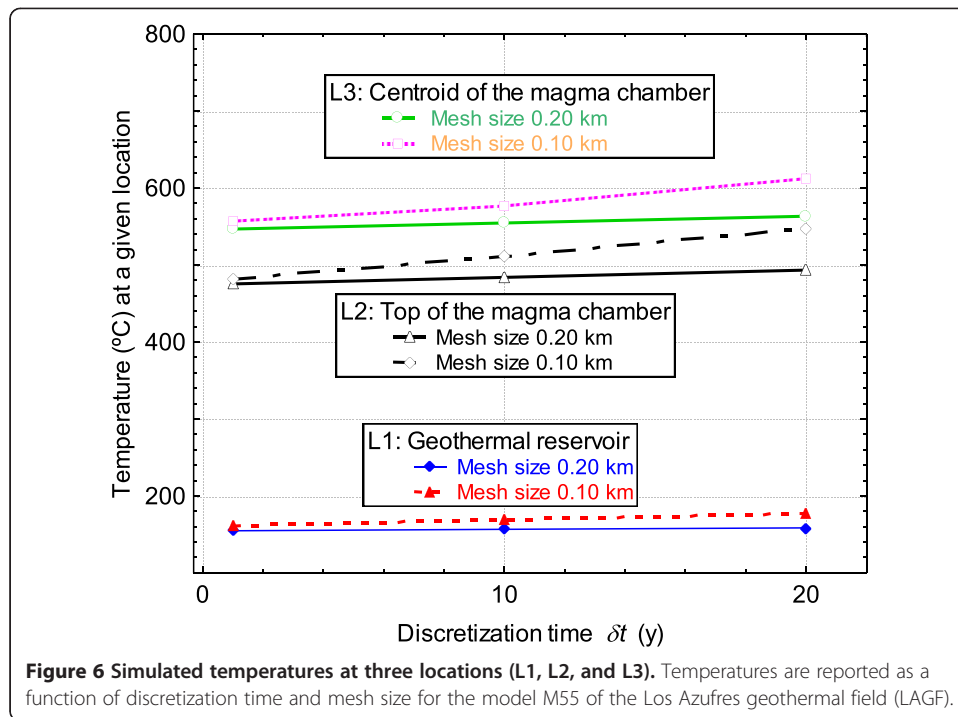 800
600
400
200
0
10
20
Temperature (ºC) at a given location
L3: Centroid of the magma chamber
Mesh size 0.20 km
Mesh size 0.10 km
L2: Top of the magma chamber
Mesh size 0.20 km
Mesh size 0.10 km
L1: Geothermal reservoir
Mesh size 0.20 km
Mesh size 0.10 km
Discretization time δt (y)
Figure 6 Simulated temperatures at three locations (L1, L2, and L3). Temperatures are reported as a
function of discretization time and mesh size for the model M55 of the Los Azufres geothermal field (LAGF).